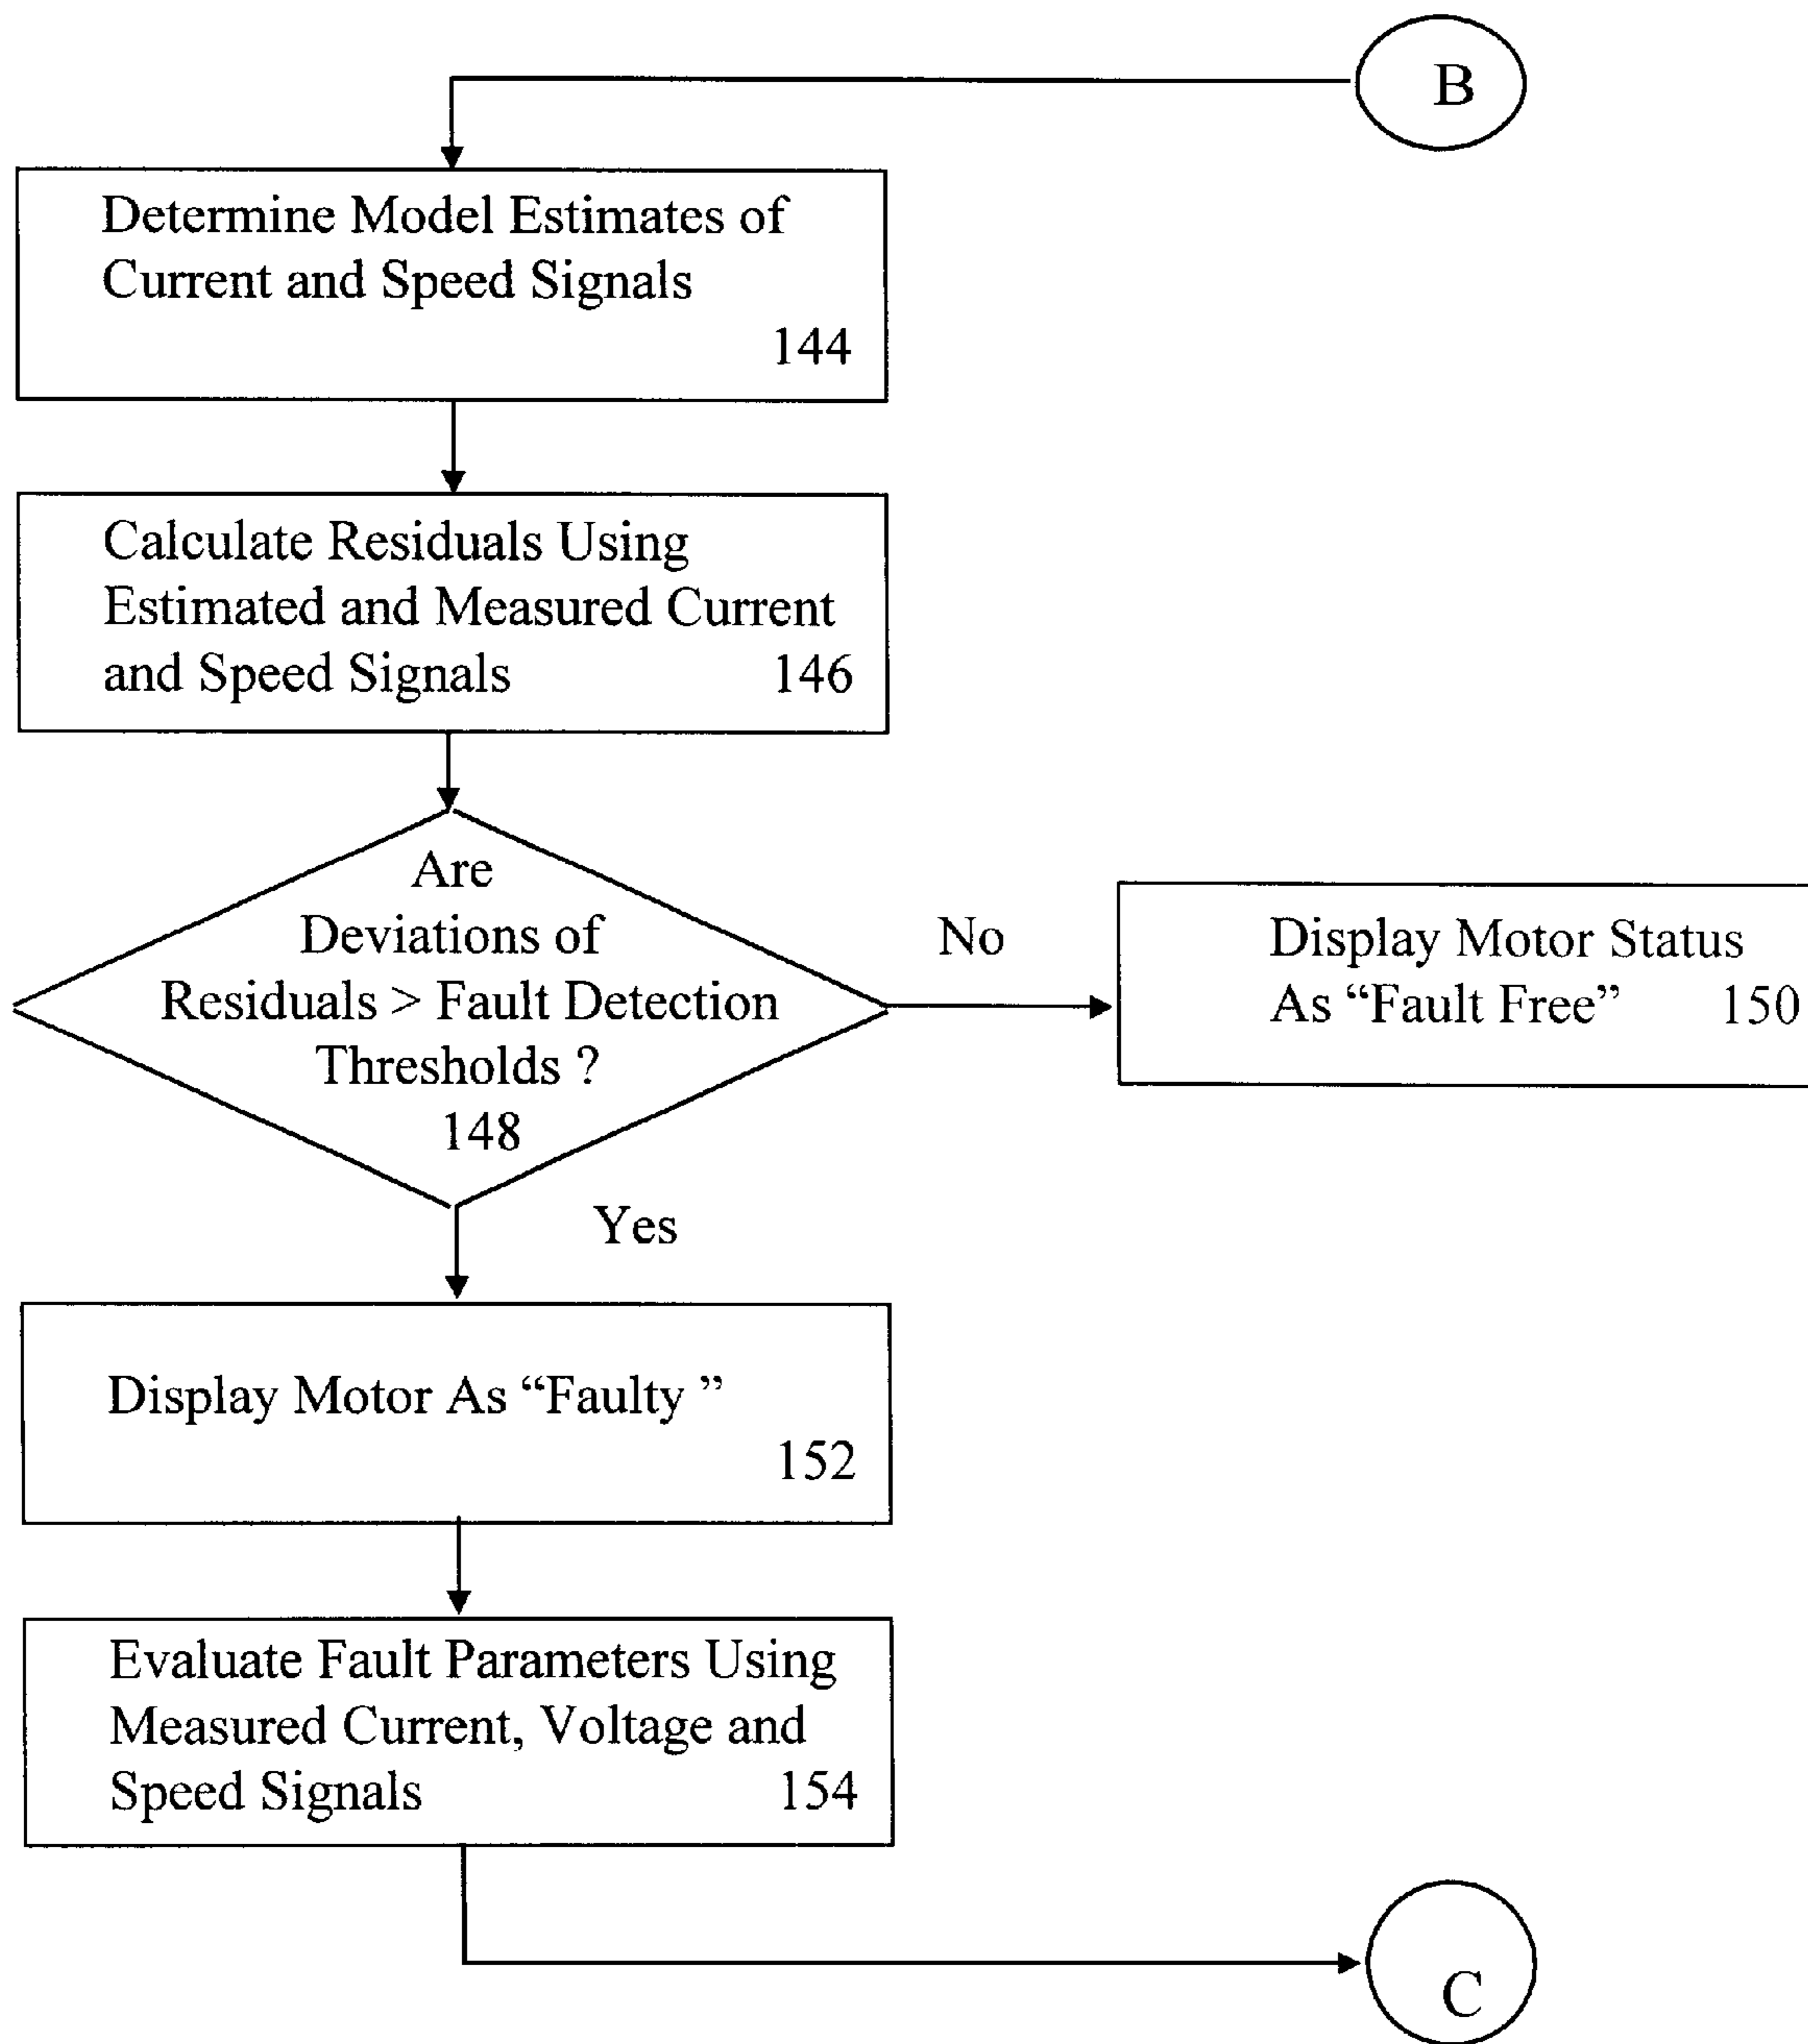 B
Determine Model Estimates of
Current and Speed Signals
144
Calculate Residuals Using
Estimated and Measured Current
and Speed Signals 146
Are
Deviations of
Residuals > Fault Detection
Thresholds ?
148
No
Display Motor Status
As “Fault Free” 150
Yes
Display Motor As “Faulty ”
152
Evaluate Fault Parameters Using
Measured Current, Voltage and
Speed Signals 154
C